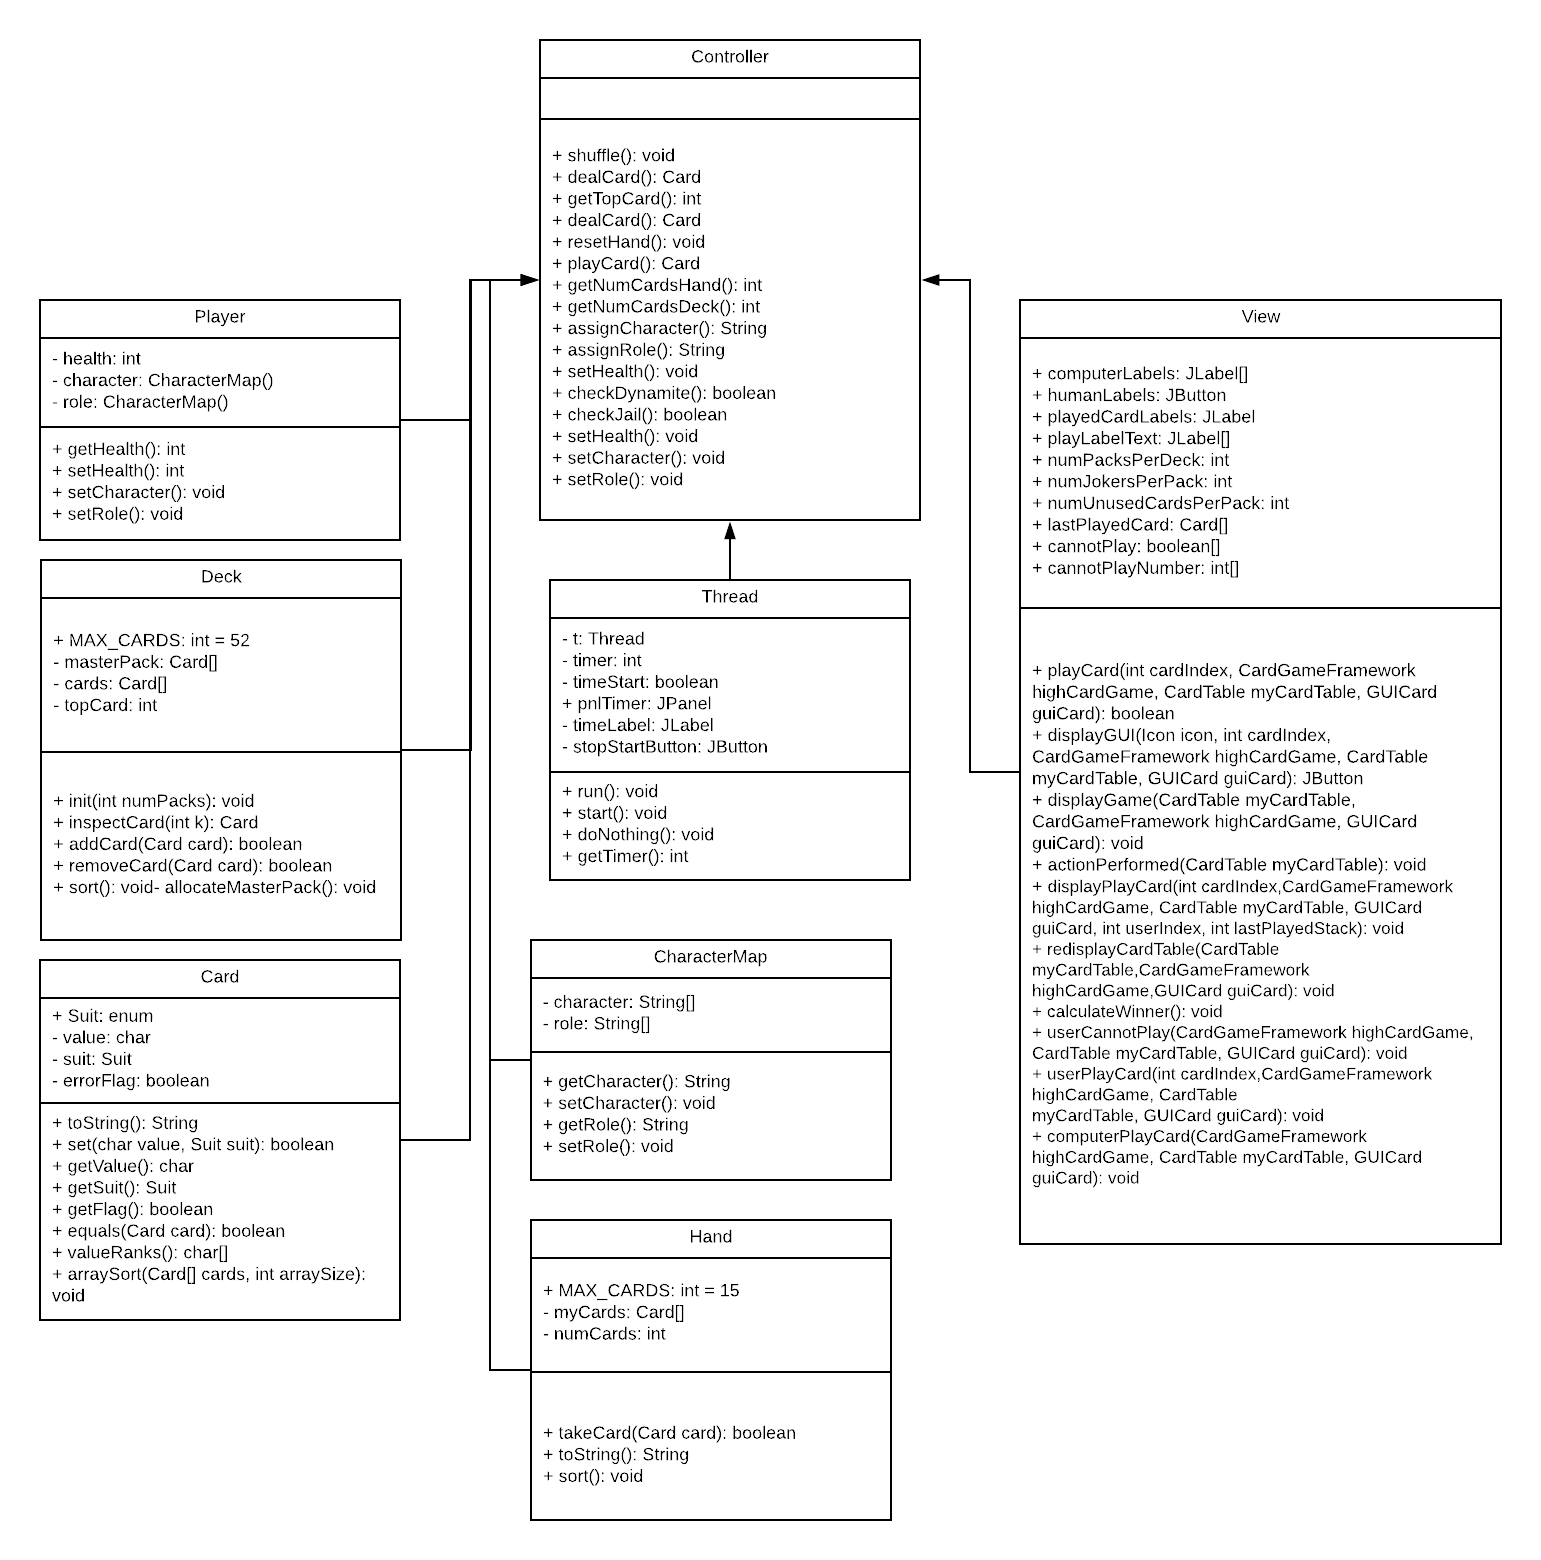 Controller
+ shuffle(): void
+ dealCard(): Card
+ getTopCard(): int
+ dealCard(): Card
+ resetHand(): void
+ playCard(): Card
+ getNumCardsHand(): int
+ getNumCardsDeck(): int
+ assignCharacter(): String
+ assignRole(): String
+ setHealth(): void
+ checkDynamite(): boolean
+ checkJail(): boolean
+ setHealth(): void
+ setCharacter(): void
+ setRole(): void
Player
- health: int
- character: CharacterMap()
- role: CharacterMap()
+ getHealth(): int
+ setHealth(): int
+ setCharacter(): void
+ setRole(): void
Deck
+ MAX_CARDS: int = 52
- masterPack: Card[]
- cards: Card[]
- topCard: int
+ init(int numPacks): void
+ inspectCard(int k): Card
+ addCard(Card card): boolean
+ removeCard(Card card): boolean
+ sort(): void- allocateMasterPack(): void
Card
+ Suit: enum
- value: char
- suit: Suit
- errorFlag: boolean
+ toString(): String
+ set(char value, Suit suit): boolean
+ getValue(): char
+ getSuit(): Suit
+ getFlag(): boolean
+ equals(Card card): boolean
+ valueRanks(): char[]
+ arraySort(Card[] cards, int arraySize):
void
Thread
- t: Thread
- timer: int
- timeStart: boolean
+ pnlTimer: JPanel
- timeLabel: JLabel
- stopStartButton: JButton
+ run(): void
+ start(): void
+ doNothing(): void
+ getTimer(): int
CharacterMap
- character: String[]
- role: String[]
+ getCharacter(): String
+ setCharacter(): void
+ getRole(): String
+ setRole(): void
Hand
+ MAX_CARDS: int = 15
- myCards: Card[]
- numCards: int
+ takeCard(Card card): boolean
+ toString(): String
+ sort(): void
View
+ computerLabels: JLabel[]
+ humanLabels: JButton
+ playedCardLabels: JLabel
+ playLabelText: JLabel[]
+ numPacksPerDeck: int
+ numJokersPerPack: int
+ numUnusedCardsPerPack: int
+ lastPlayedCard: Card[]
+ cannotPlay: boolean[]
+ cannotPlayNumber: int[]
+ playCard(int cardIndex, CardGameFramework
highCardGame, CardTable myCardTable, GUICard
guiCard): boolean
+ displayGUI(Icon icon, int cardIndex,
CardGameFramework highCardGame, CardTable
myCardTable, GUICard guiCard): JButton
+ displayGame(CardTable myCardTable,
CardGameFramework highCardGame, GUICard
guiCard): void
+ actionPerformed(CardTable myCardTable): void
+ displayPlayCard(int cardIndex,CardGameFramework
highCardGame, CardTable myCardTable, GUICard
guiCard, int userIndex, int lastPlayedStack): void
+ redisplayCardTable(CardTable
myCardTable,CardGameFramework
highCardGame,GUICard guiCard): void
+ calculateWinner(): void
+ userCannotPlay(CardGameFramework highCardGame,
CardTable myCardTable, GUICard guiCard): void
+ userPlayCard(int cardIndex,CardGameFramework
highCardGame, CardTable
myCardTable, GUICard guiCard): void
+ computerPlayCard(CardGameFramework
highCardGame, CardTable myCardTable, GUICard
guiCard): void